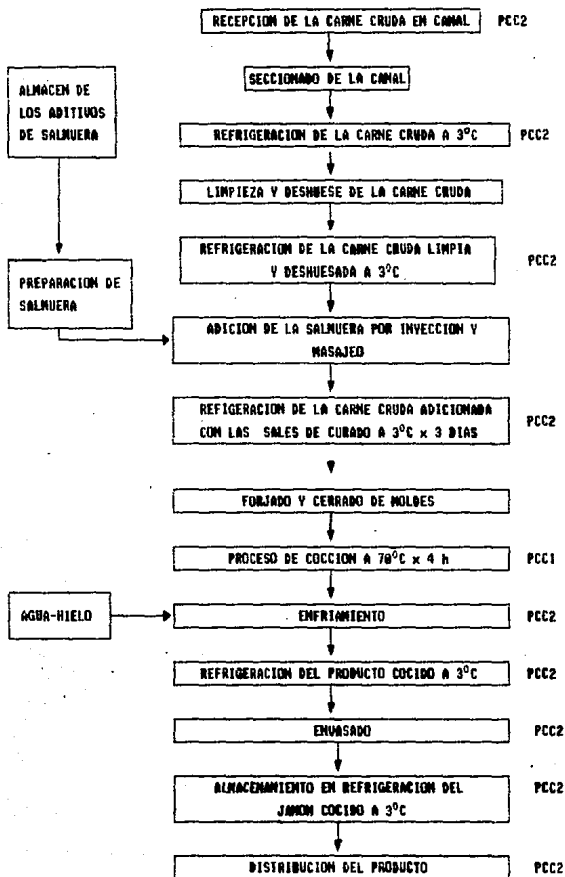 RECEPCION DE LA CARNE CRUDA EN CANAL PCC2
SECCIONADO DE LA CANAL
ALMACEN DE
LOS ADITIVOS
DE SALMUERA
REFRIGERACION DE LA CARNE CRUDA A 3°C PCC2
LIMPIEZA Y DESHUESE DE LA CARNE CRUDA
REFRIGERACION DE LA CARNE CRUDA LIMPIA
Y DESHUESADA A 3°C
PCC2
PREPARACION DE
SALMUERA
ADICION DE LA SALMUERA POR INYECCION Y
MASAJEO
REFIGERACION DE LA CARNE CRUDA ADICIONADA
CON LAS SALES DE CURADO A 3°C x 3 DIAS
PCC2
FORJADO Y CERRADO DE MOLDES
PROCESO DE COCCION A 70°C x 4 h PCC1
AGUA-HIELO
ENFRIAMIENTO PCC2
REFRIGERACION DEL PRODUCTO COCIDO A 3°C PCC2
ENVASADO PCC2
ALMACENAMIENTO EN REFRIGERACION DEL
JAMON COCIDO A 3°C
PCC2
DISTRIBUCION DEL PRODUCTO PCC2